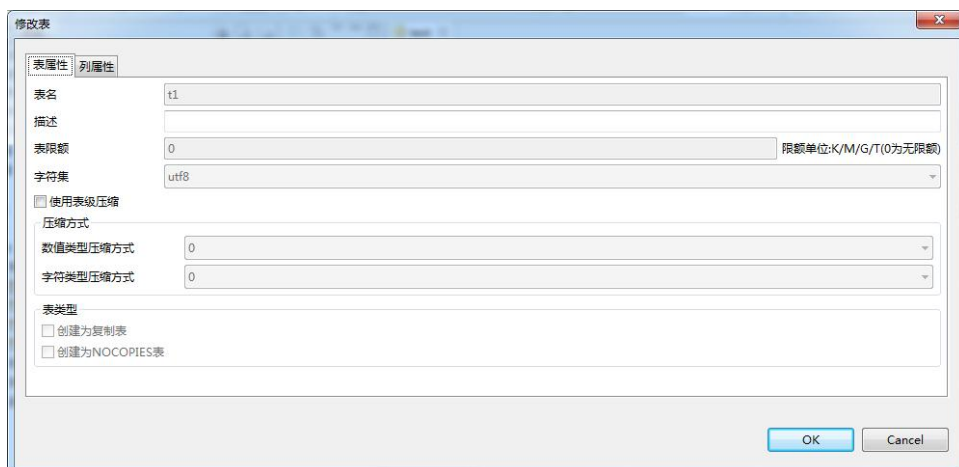 修改表
表属性 列属性
表名 t1
描述
表限额 0 限额单位:K/M/G/T(0为无限额)
字符集 utf8
使用表级压缩
压缩方式
数值类型压缩方式 0
字符类型压缩方式 0
表类型
创建为复制表
创建为NOCOPIES表
OK Cancel